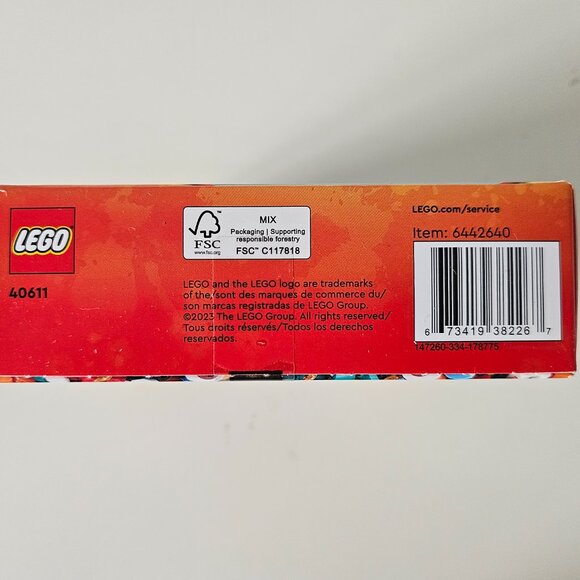 LEGO
40611
FSC
www.fsc.org
MIX
Packaging | Supporting
responsible forestry
FSC™ C117818
LEGO and the LEGO logo are trademarks
of the/sont des marques de commerce du/
son marcas registradas de LEGO Group.
©2023 The LEGO Group. All rights reserved/
Tous droits réservés/Todos los derechos
reservados.
LEGO.com/service
Item: 6442640
6 73419 38226 7
147260-334-178775